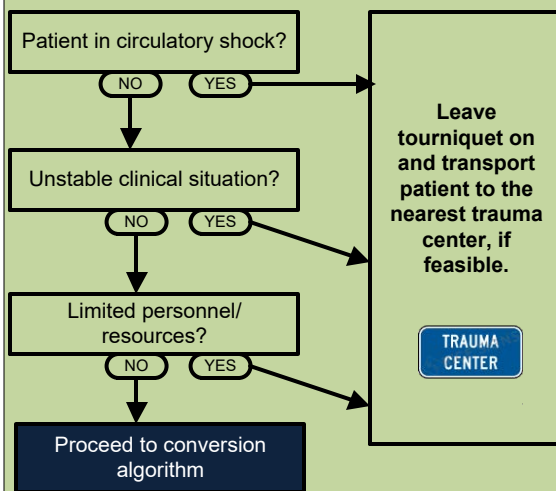 Patient in circulatory shock?
NO
YES
Unstable clinical situation?
NO
YES
Limited personnel/
resources?
NO
YES
Proceed to conversion
algorithm
Leave
tourniquet on
and transport
patient to the
nearest trauma
center, if
feasible.
TRAUMA
CENTER